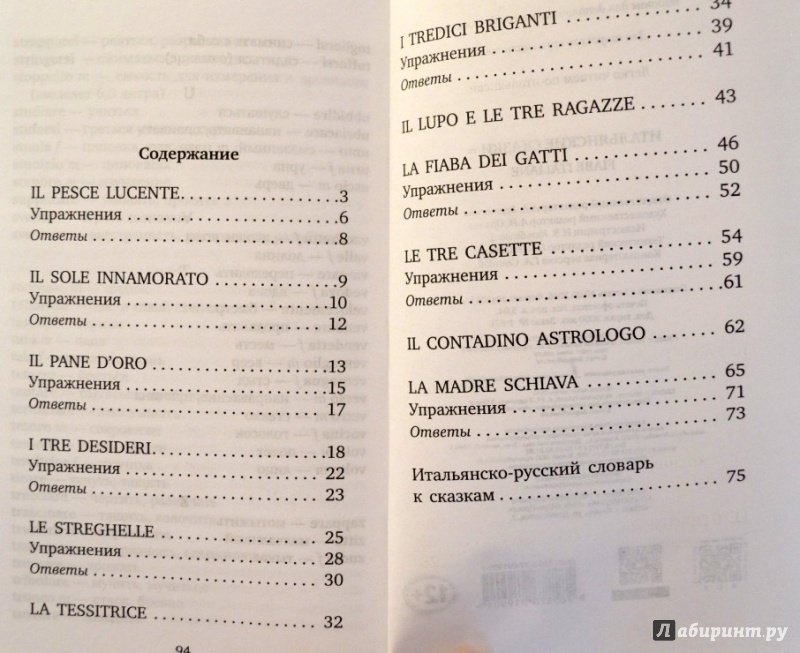 Содержание
IL PESCE LUCENTE. 3
Упражнения 6
Ответы 8
IL SOLE INNAMORATO 9
Упражнения 10
Ответы 12
IL PANE D'ORO 13
Упражнения 15
Ответы 17
I TRE DESIDERI. 18
Упражнения 22
Ответы 23
LE STREGHELLE 25
Упражнения 28
Ответы 30
LA TESSITRICE 32
94
I TREDICI BRIGANTI 34
Упражнения 39
Ответы 41
IL LUPO E LE TRE RAGAZZE 43
LA FIABA DEI GATTI 46
Упражнения 50
Ответы 52
LE TRE CASETTE 54
Упражнения 59
Ответы 61
IL CONTADINO ASTROLOGO 62
LA MADRE SCHIAVA 65
Упражнения 71
Ответы 73
Итальянско-русский словарь
к сказкам 75
12+
Лабиринт.ру